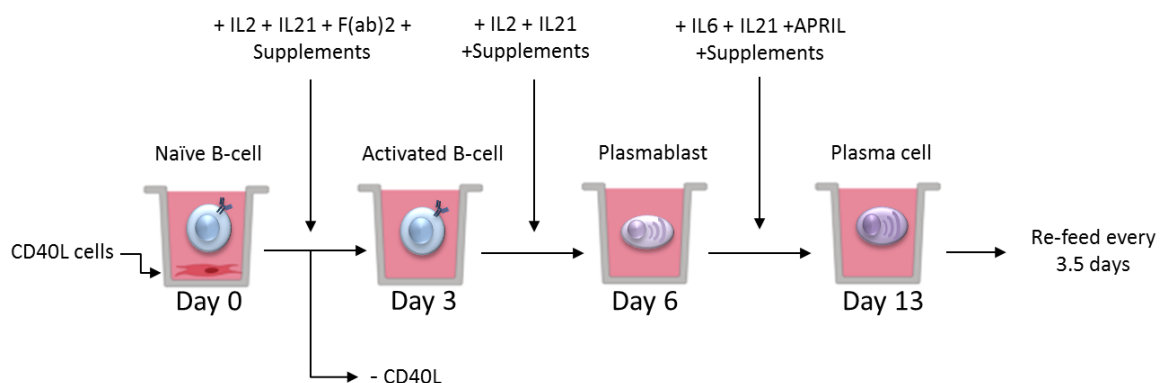 + IL2 + IL21 + F(ab)2 +
Supplements
+ IL2 + IL21
+Supplements
+ IL6 + IL21 +APRIL
+Supplements
Naïve B-cell
Activated B-cell
Plasmablast
Plasma cell
CD40L cells
Re-feed every
3.5 days
Day 0
Day 3
Day 6
Day 13
- CD40L